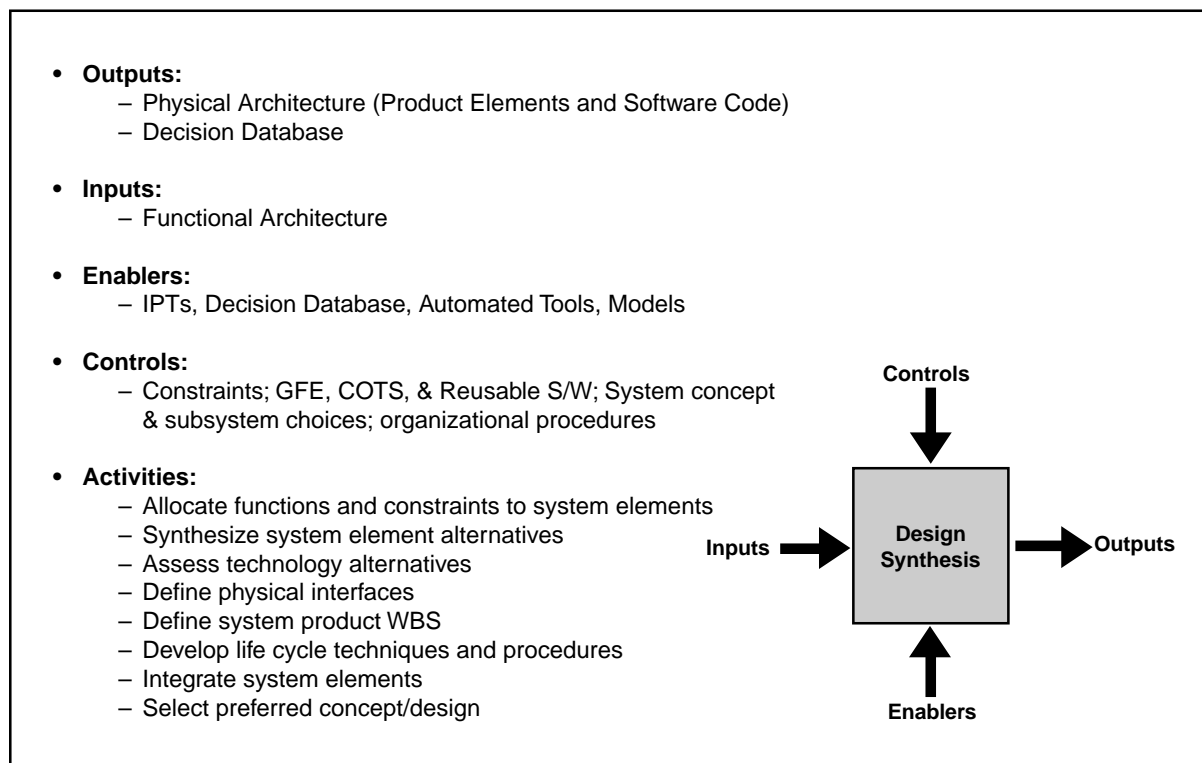 • Outputs:
– Physical Architecture (Product Elements and Software Code)
– Decision Database
• Inputs:
– Functional Architecture
• Enablers:
– IPTs, Decision Database, Automated Tools, Models
• Controls:
– Constraints; GFE, COTS, & Reusable S/W; System concept
& subsystem choices; organizational procedures
• Activities:
– Allocate functions and constraints to system elements
– Synthesize system element alternatives
– Assess technology alternatives
– Define physical interfaces
– Define system product WBS
– Develop life cycle techniques and procedures
– Integrate system elements
– Select preferred concept/design
Controls
Inputs
Design
Synthesis
Outputs
Enablers